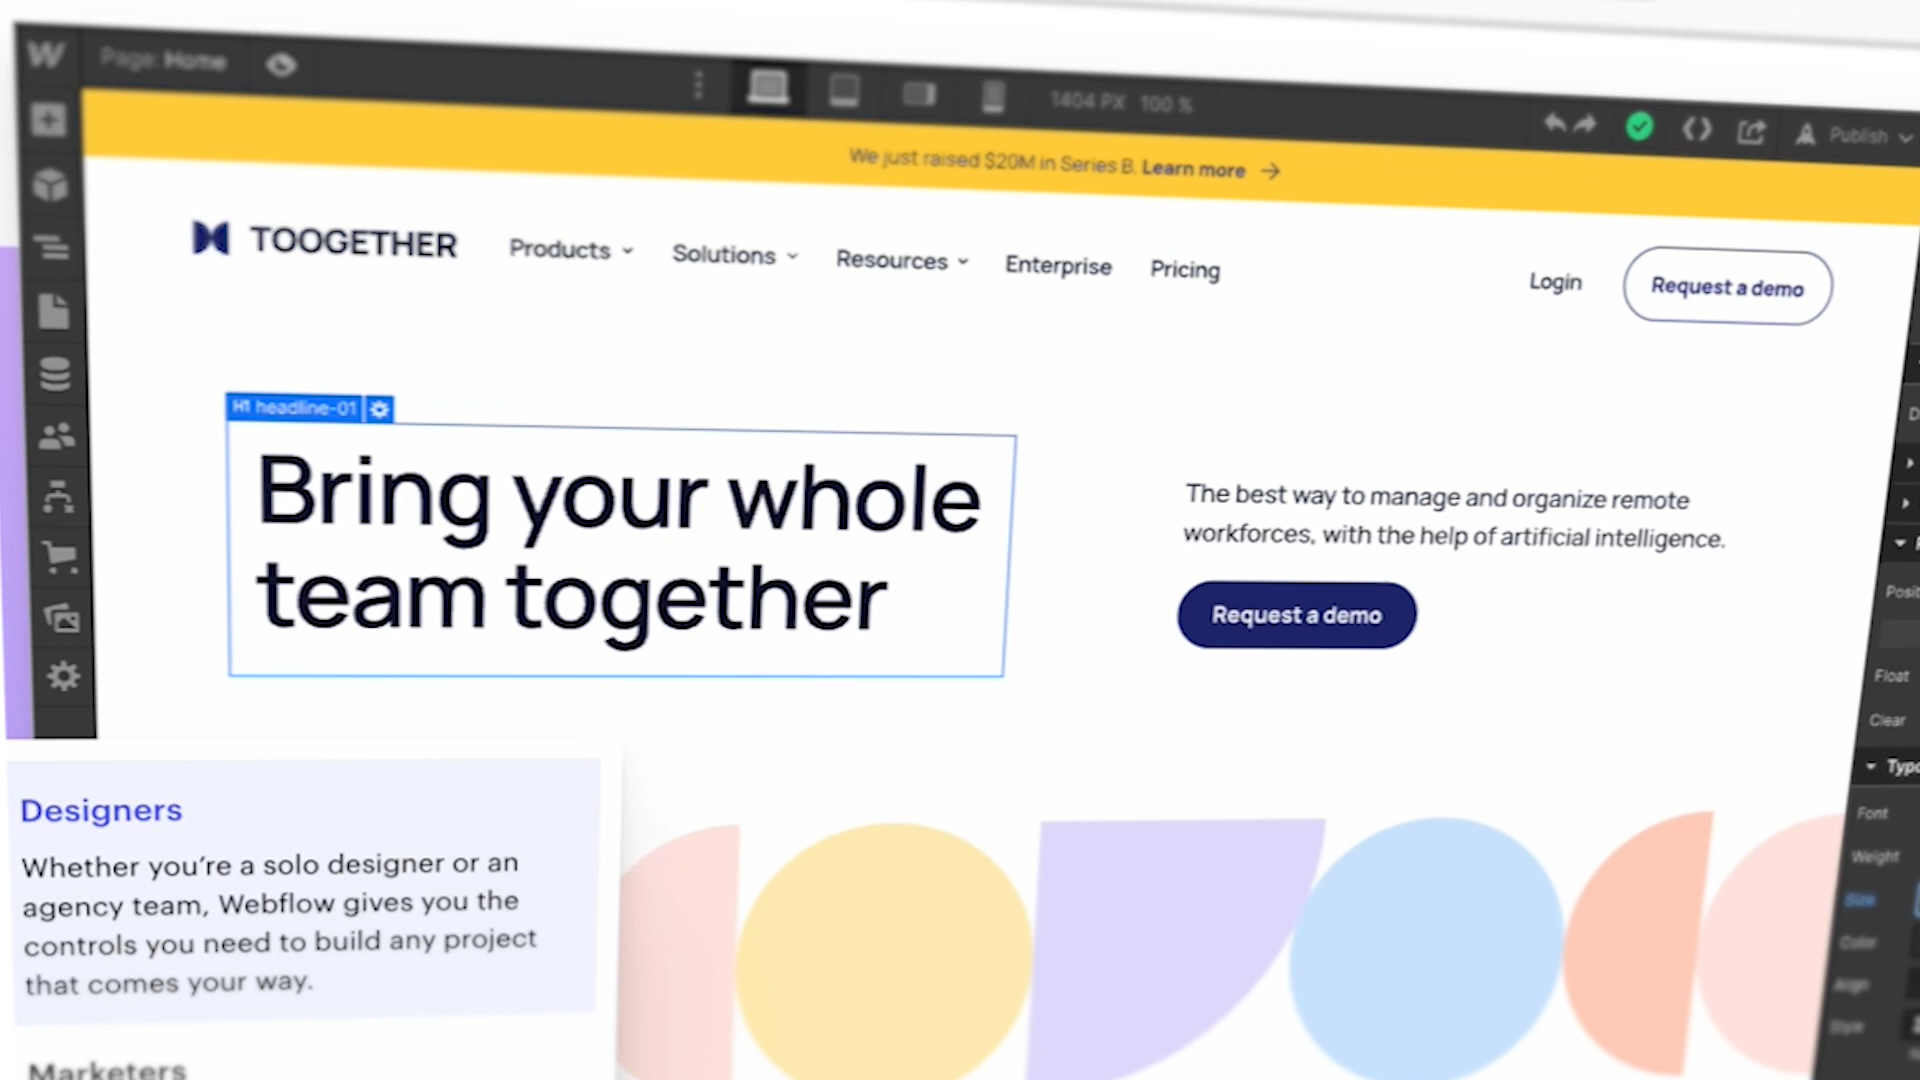 W
Page: Home
1404 PX 100 %
Publish
We just raised $20M in Series B. Learn more →
TOOGETHER
Products
Solutions
Resources
Enterprise
Pricing
Login
Request a demo
H1 headline-01
Bring your whole
team together
The best way to manage and organize remote
workforces, with the help of artificial intelligence.
Request a demo
Float
Clear
Font
Weight
Size
Color
Align
Style
Designers
Whether you’re a solo designer or an
agency team, Webflow gives you the
controls you need to build any project
that comes your way.
Marketers